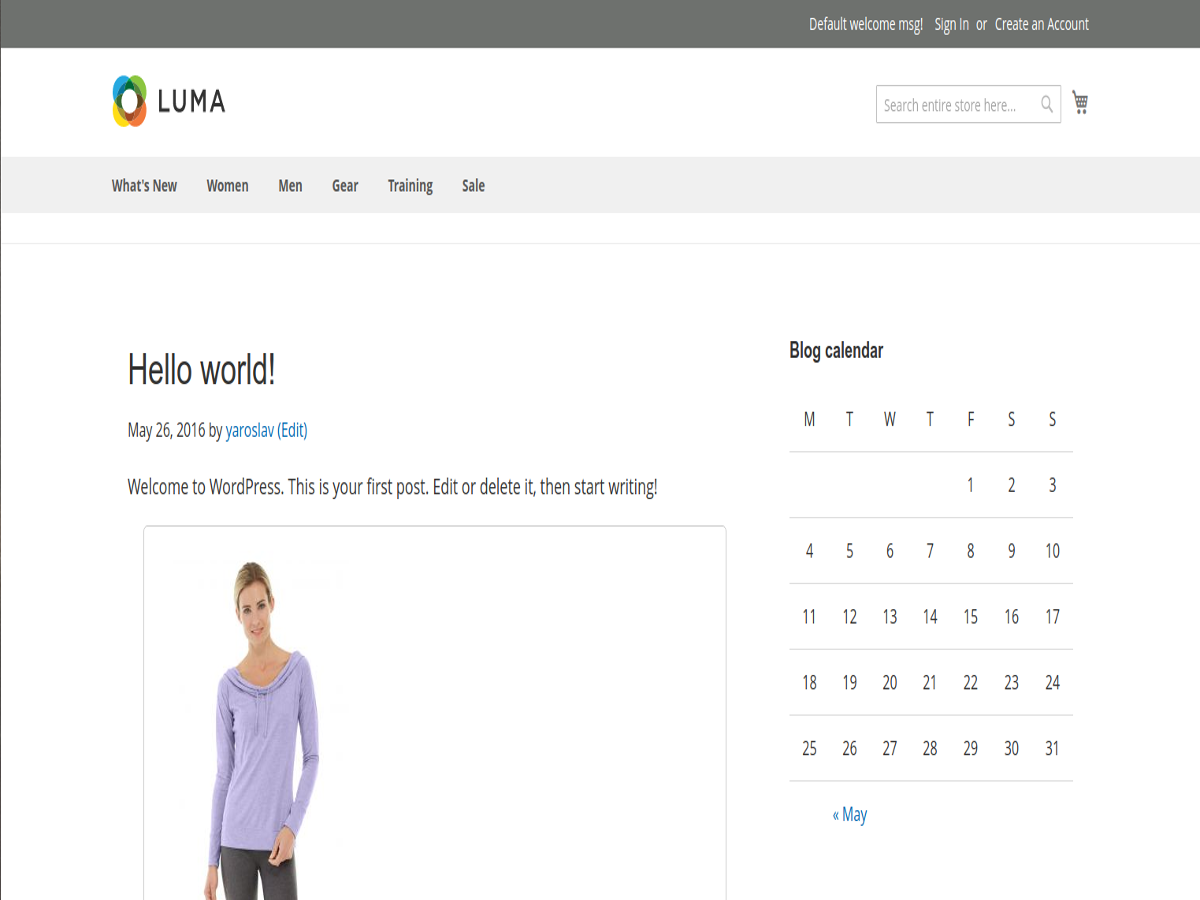 Default welcome msg! Sign In or Create an Account
LUMA
Search entire store here...
What's New Women Men Gear Training Sale
Hello world!
May 26, 2016 by yaroslav (Edit)
Welcome to WordPress. This is your first post. Edit or delete it, then start writing!
Blog calendar
M T W T F S S
1 2 3
4 5 6 7 8 9 10
11 12 13 14 15 16 17
18 19 20 21 22 23 24
25 26 27 28 29 30 31
« May